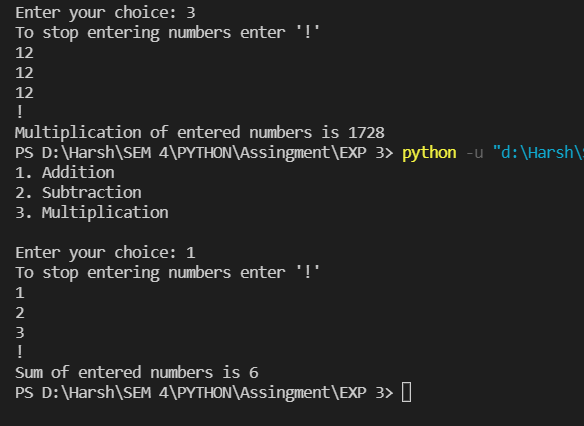 Enter your choice: 3
To stop entering numbers enter '!'
12
12
12
!
Multiplication of entered numbers is 1728
PS D:\Harsh\SEM 4\PYTHON\Assingment\EXP 3> python -u "d:\Harsh\
1. Addition
2. Subtraction
3. Multiplication
Enter your choice: 1
To stop entering numbers enter '!'
1
2
3
!
Sum of entered numbers is 6
PS D:\Harsh\SEM 4\PYTHON\Assingment\EXP 3>